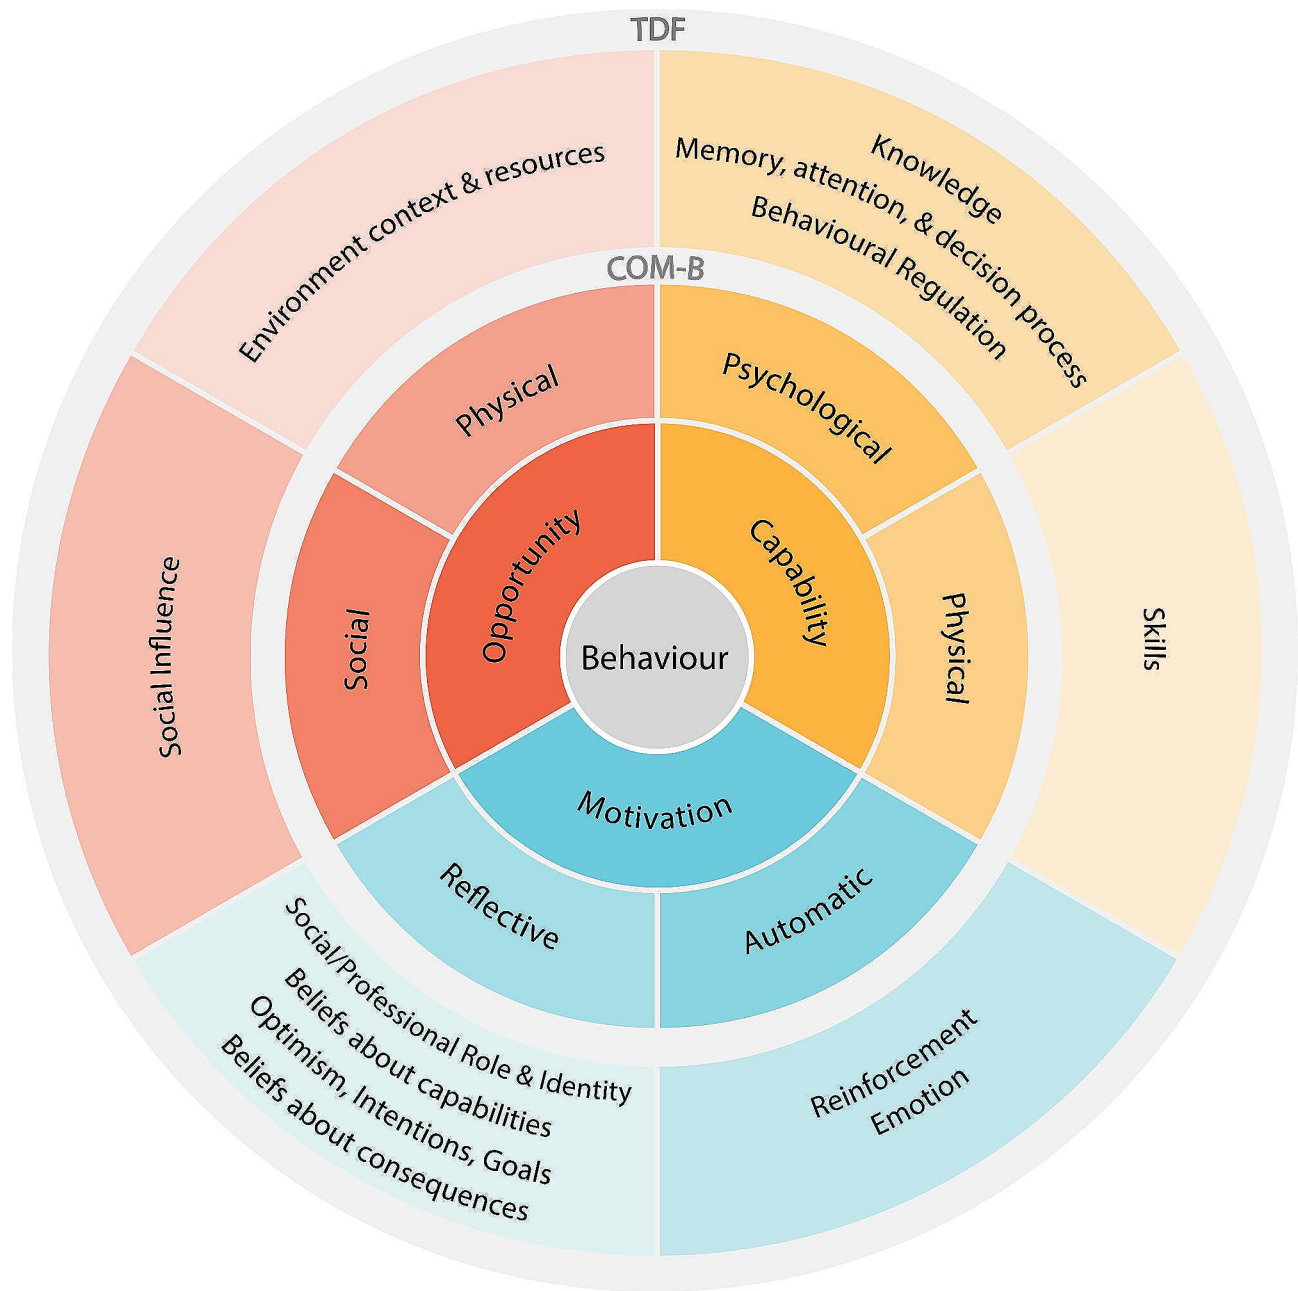 TDF
Environment context & resources
Knowledge
Memory, attention, & decision process
Behavioural Regulation
COM-B
Physical
Psychological
Opportunity
Capability
Social Influence
Social
Behaviour
Physical
Skills
Motivation
Reflective
Automatic
Social/Professional Role & Identity
Beliefs about capabilities
Optimism, Intentions, Goals
Beliefs about consequences
Reinforcement
Emotion